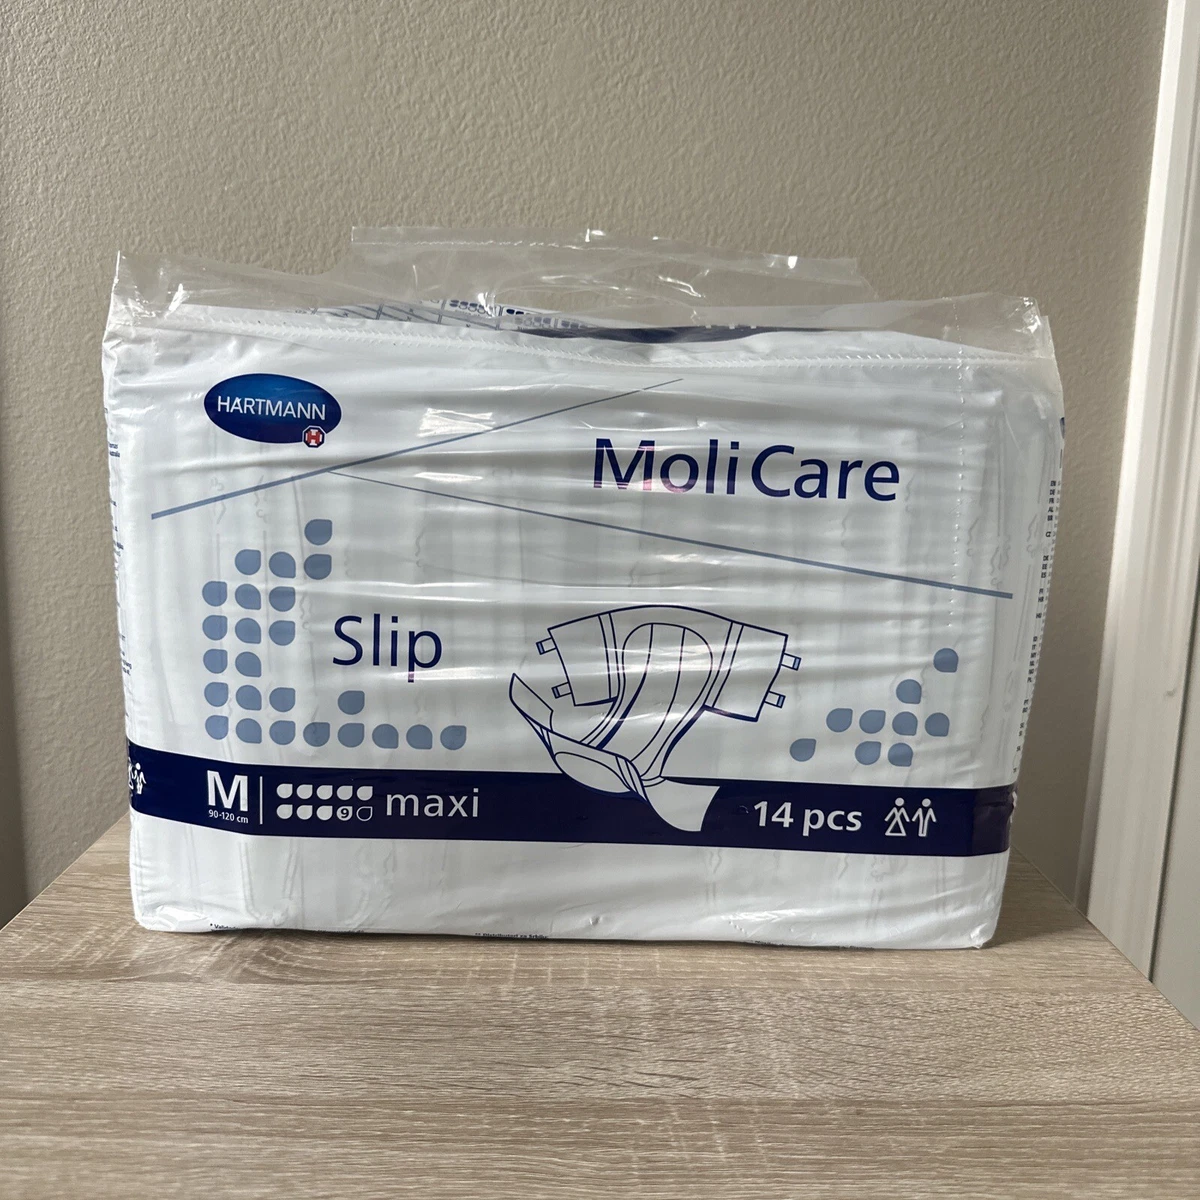 HARTMANN
H
MoliCare
Slip
M
90-120 cm
9
maxi
14 pcs